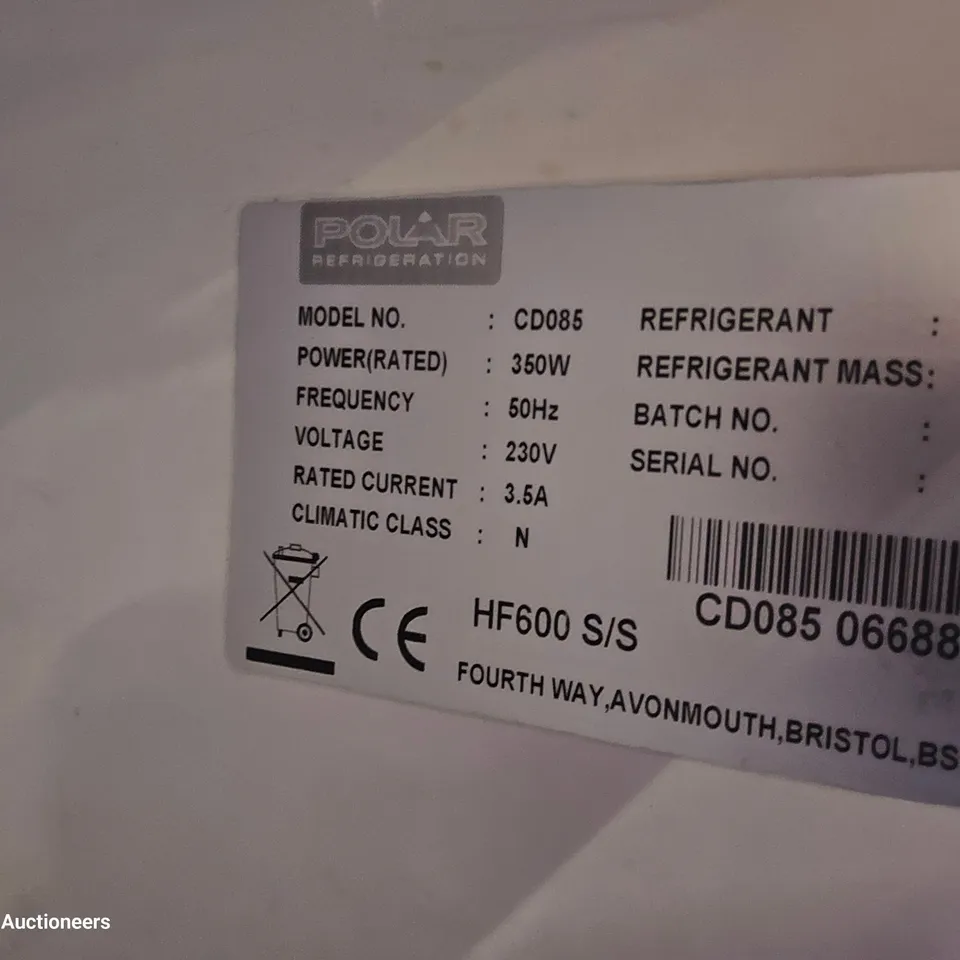 POLAR
REFRIGERATION
MODEL NO. : CD085
POWER(RATED) : 350W
FREQUENCY : 50Hz
VOLTAGE : 230V
RATED CURRENT : 3.5A
CLIMATIC CLASS : N
REFRIGERANT :
REFRIGERANT MASS:
BATCH NO. :
SERIAL NO. :
CD085 06688
CE
HF600 S/S
FOURTH WAY,AVONMOUTH,BRISTOL,BS
Auctioneers